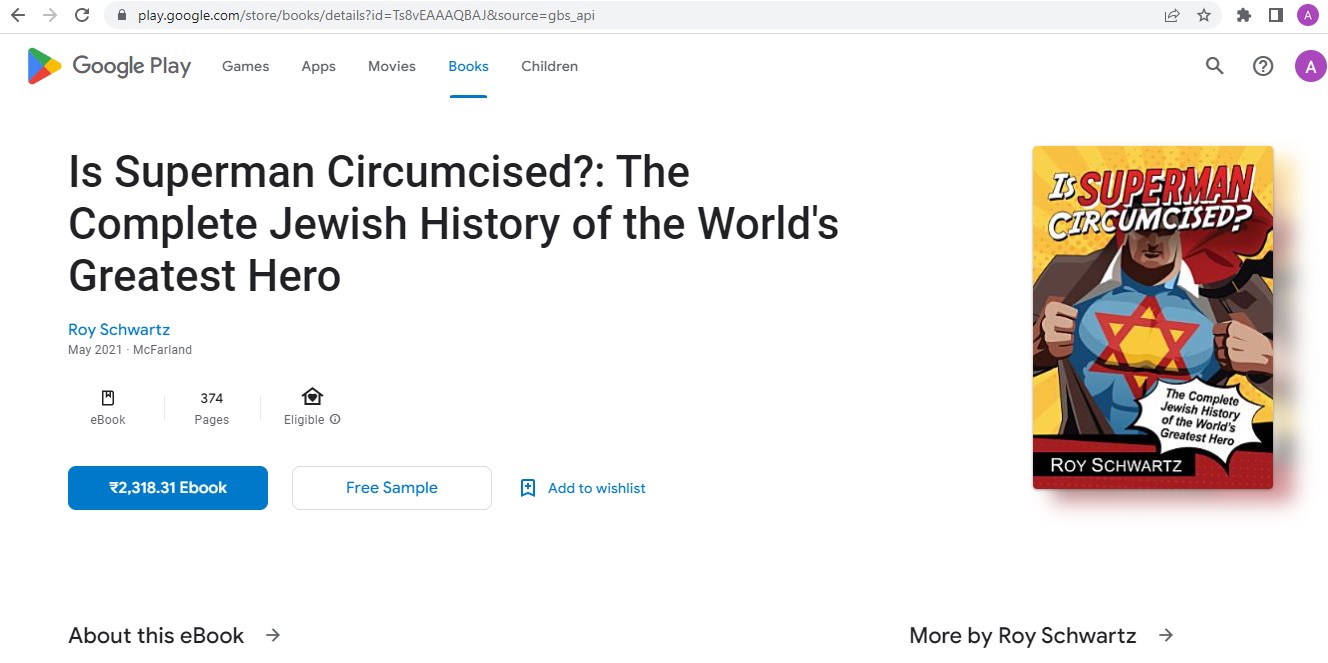 play.google.com/store/books/details?id=Ts8vEAAAQBAJ&source=gbs_api
A
Google Play
Games
Apps
Movies
Books
Children
A
Is Superman Circumcised?: The
Complete Jewish History of the World's
Greatest Hero
Roy Schwartz
May 2021 · McFarland
eBook
374
Pages
Eligible
₹2,318.31 Ebook
Free Sample
Add to wishlist
IS SUPERMAN
CIRCUMCISED?
The Complete
Jewish History
of the World's
Greatest Hero
ROY SCHWARTZ
About this eBook
More by Roy Schwartz